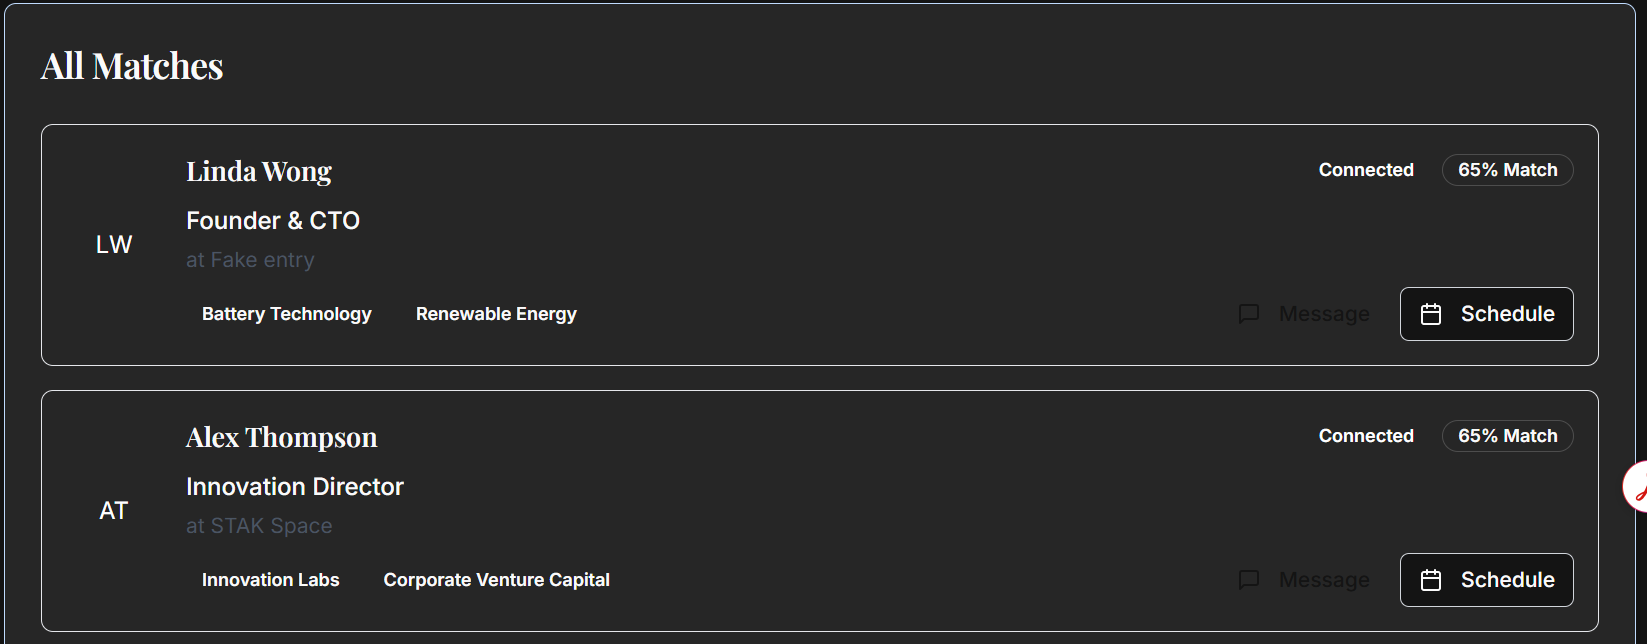 All Matches
Linda Wong
Connected
65% Match
Founder & CTO
LW
at Fake entry
Battery Technology
Renewable Energy
Message
Schedule
Alex Thompson
Connected
65% Match
Innovation Director
AT
at STAK Space
Innovation Labs
Corporate Venture Capital
Message
Schedule